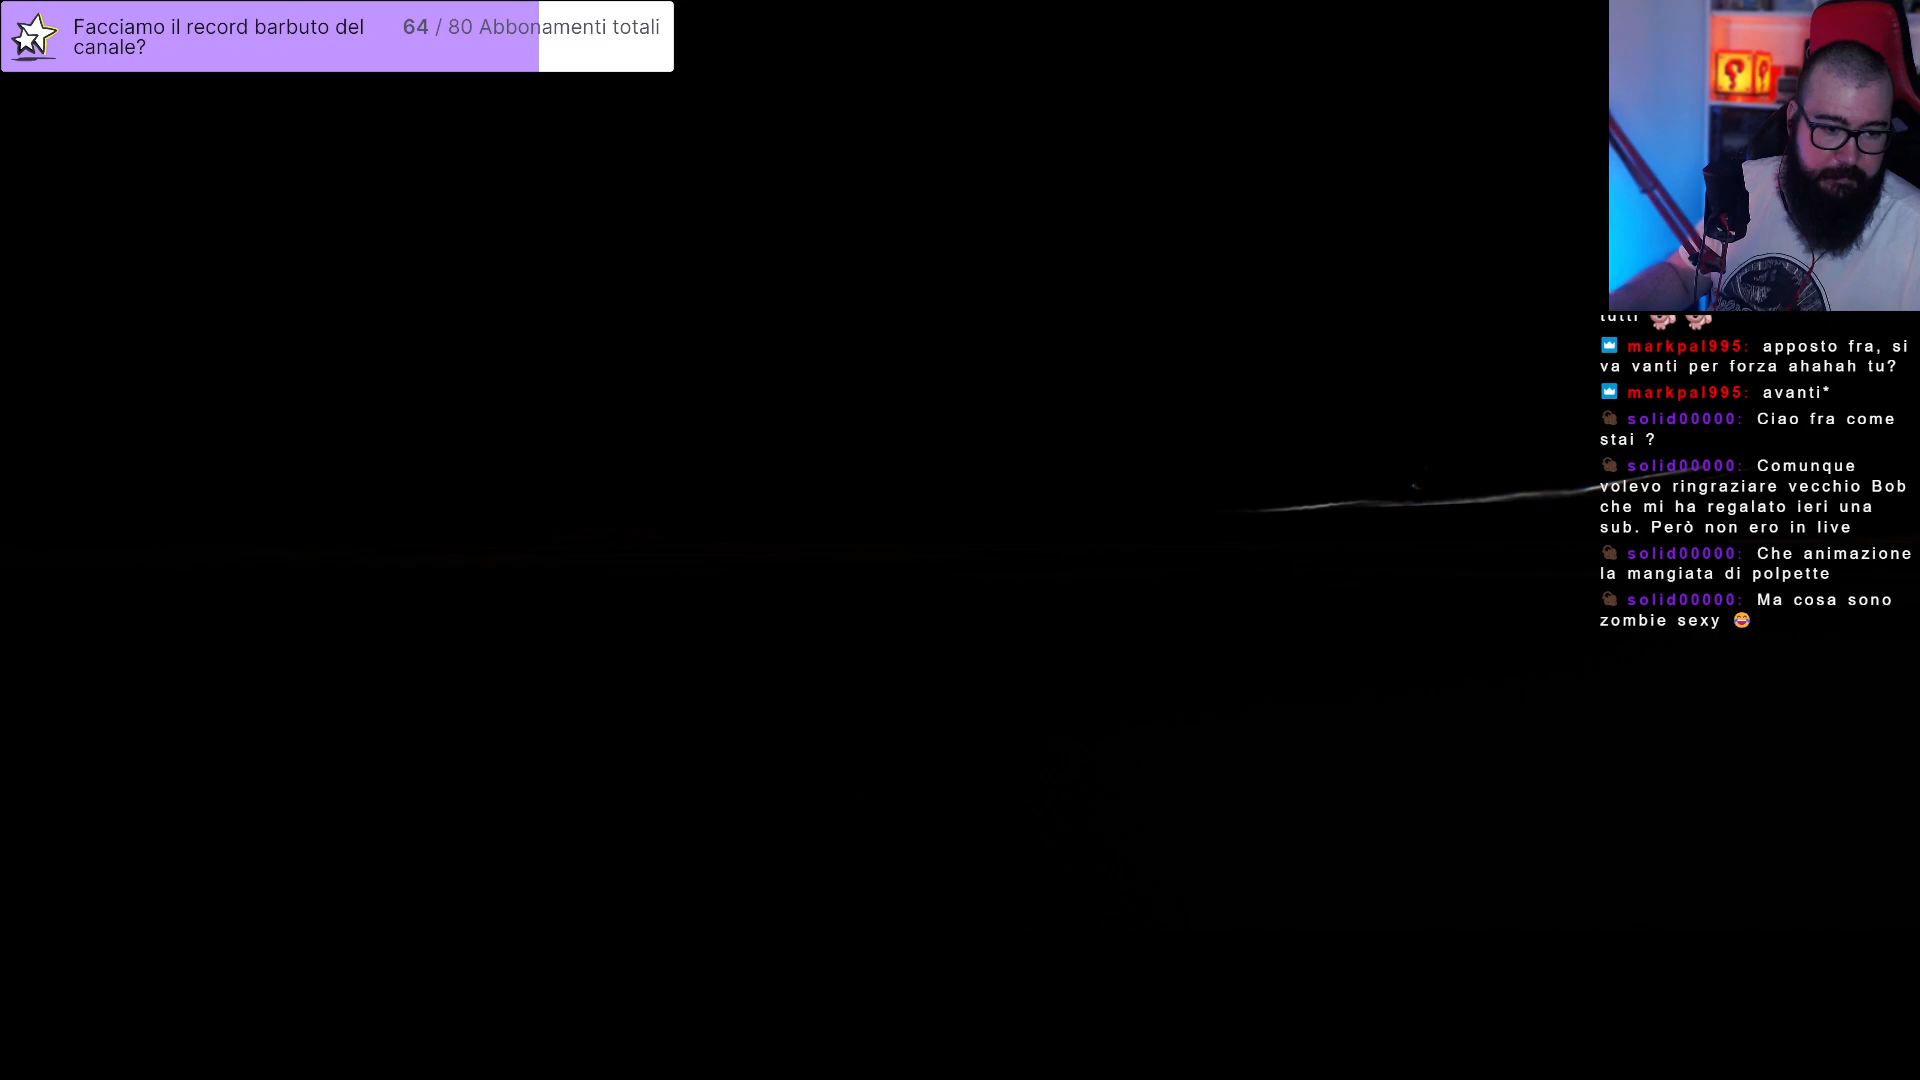 Facciamo il record barbuto del
canale?
64 / 80 Abbonamenti totali
tutti
markpal995: apposto fra, si
va vanti per forza ahahah tu?
markpal995: avanti*
solid00000: Ciao fra come
stai ?
solid00000: Comunque
volevo ringraziare vecchio Bob
che mi ha regalato ieri una
sub. Però non ero in live
solid00000: Che animazione
la mangiata di polpette
solid00000: Ma cosa sono
zombie sexy 😂